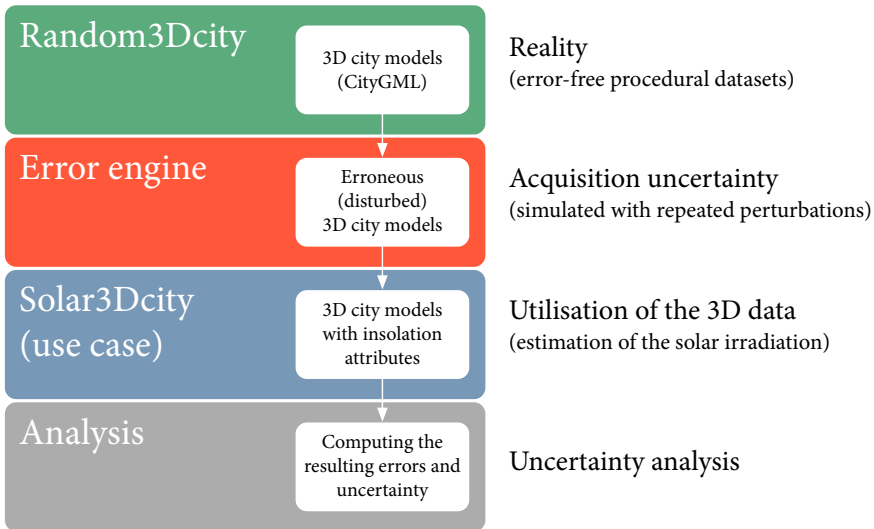 Random3Dcity
3D city models
(CityGML)
Reality
(error-free procedural datasets)
Error engine
Erroneous
(disturbed)
3D city models
Acquisition uncertainty
(simulated with repeated perturbations)
Solar3Dcity
(use case)
3D city models
with insolation
attributes
Utilisation of the 3D data
(estimation of the solar irradiation)
Analysis
Computing the
resulting errors and
uncertainty
Uncertainty analysis